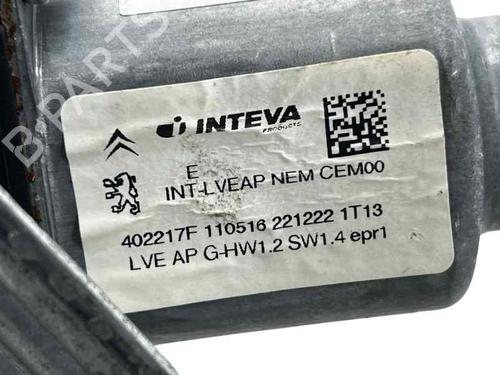 INTEVA
PRODUCTS
E
INT-LVEAP NEM CEM00
402217F 110516 221222 1T13
LVE AP G-HW1.2 SW1.4 epr1
B-PARTS